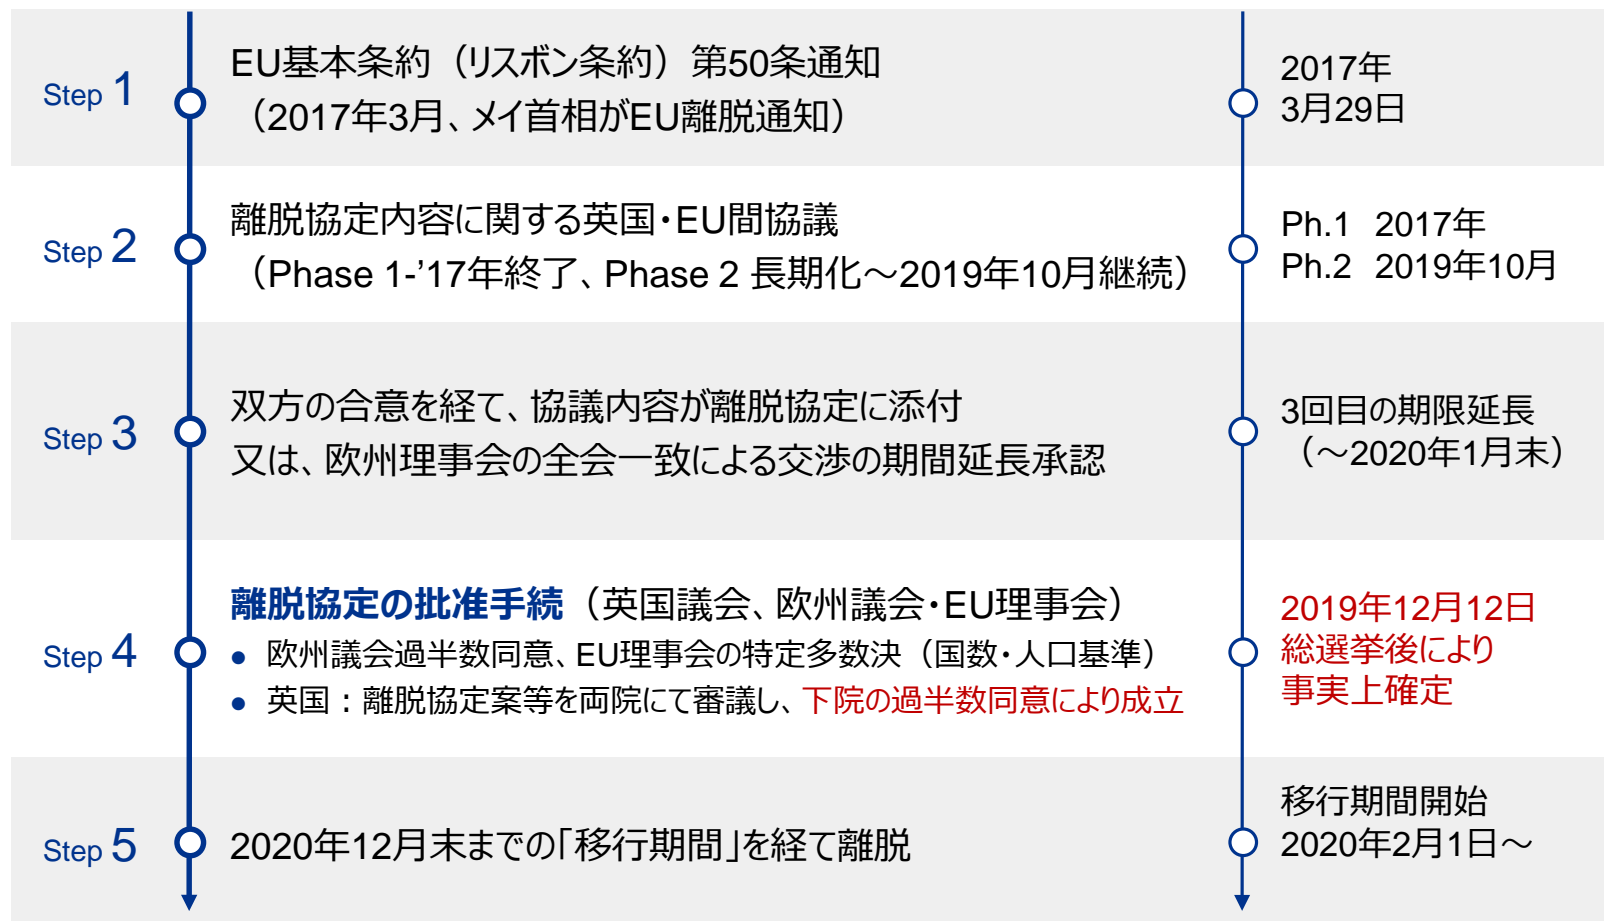 Step 1
EU基本条約（リスボン条約）第50条通知
（2017年3月、メイ首相がEU離脱通知）
2017年
3月29日
Step 2
離脱協定内容に関する英国・EU間協議
（Phase 1-’17年終了、Phase 2 長期化～2019年10月継続）
Ph.1 2017年
Ph.2 2019年10月
Step 3
双方の合意を経て、協議内容が離脱協定に添付
又は、欧州理事会の全会一致による交渉の期間延長承認
3回目の期限延長
（～2020年1月末）
Step 4
離脱協定の批准手続（英国議会、欧州議会・EU理事会）
● 欧州議会過半数同意、EU理事会の特定多数決（国数・人口基準）
● 英国：離脱協定案等を両院にて審議し、下院の過半数同意により成立
2019年12月12日
総選挙後により
事実上確定
Step 5
2020年12月末までの「移行期間」を経て離脱
移行期間開始
2020年2月1日～